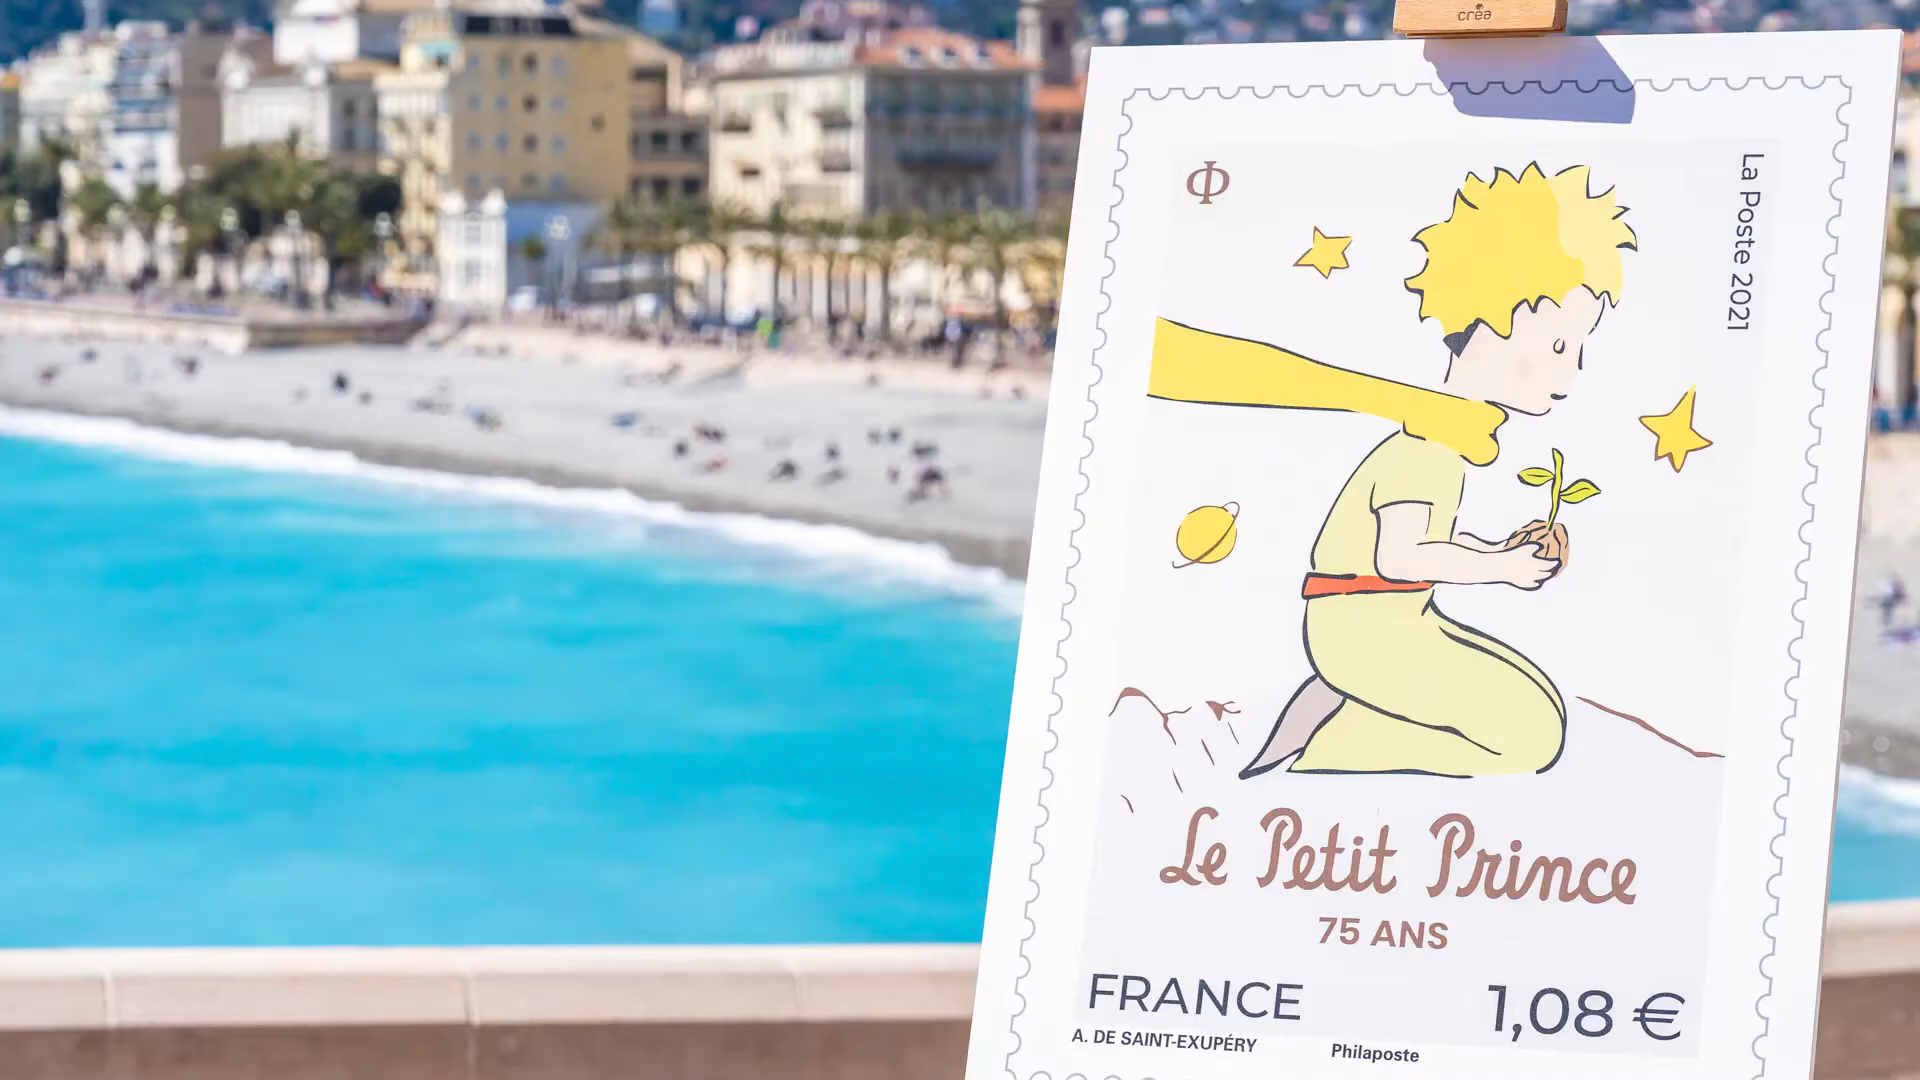 créa
Φ
La Poste 2021
Le Petit Prince
75 ANS
FRANCE
1,08 €
A. DE SAINT-EXUPÉRY
Philaposte